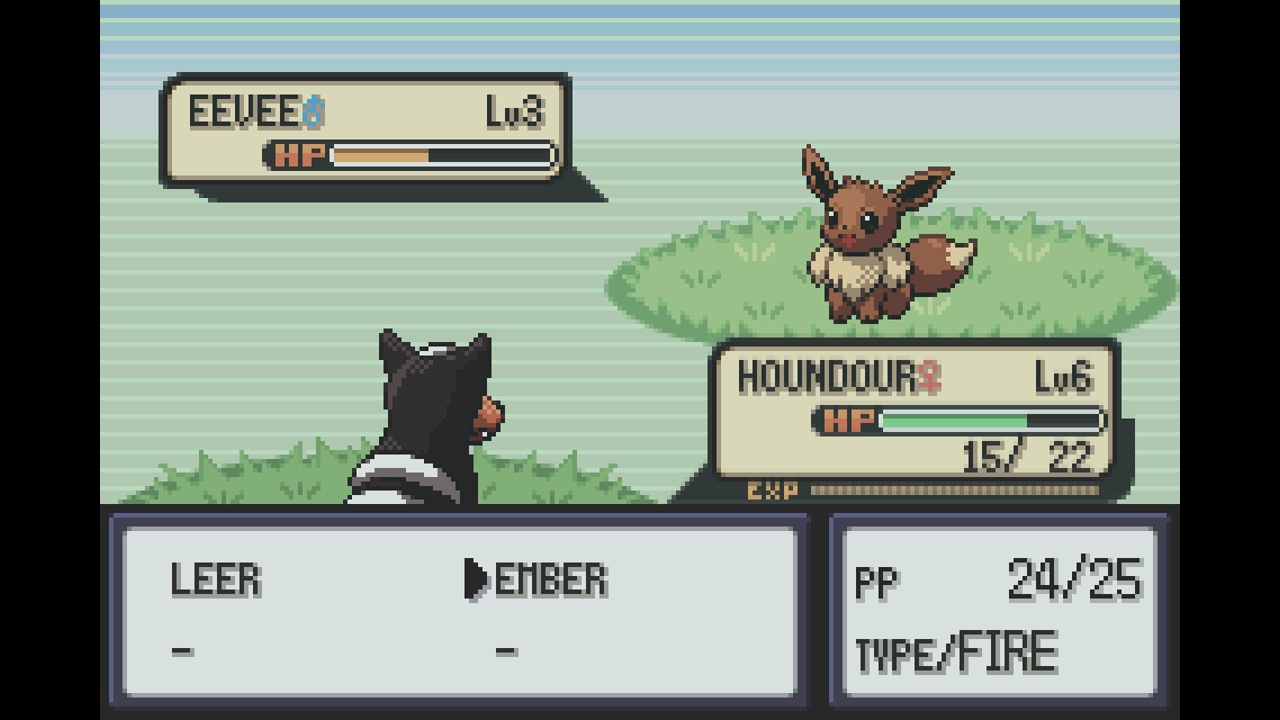 EEVEE♂ Lv3
HP
HOUNDOUR♀ Lv6
HP
15/ 22
EXP
LEER ▶EMBER
- -
PP 24/25
TYPE/FIRE